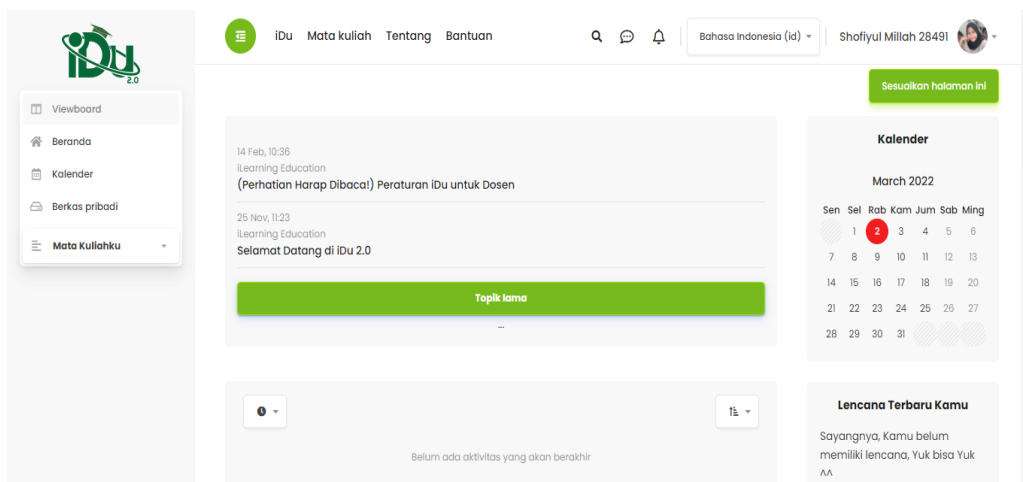 iDu
2.0
Viewboard
Beranda
Kalender
Berkas pribadi
Mata Kuliahku
iDu Mata kuliah Tentang Bantuan
Bahasa Indonesia (id)
Shofiyul Millah 28491
Sesuaikan halaman ini
14 Feb, 10:36
iLearning Education
(Perhatian Harap Dibaca!) Peraturan iDu untuk Dosen
25 Nov, 11:23
iLearning Education
Selamat Datang di iDu 2.0
Topik lama
...
Belum ada aktivitas yang akan berakhir
Kalender
March 2022
Sen Sel Rab Kam Jum Sab Ming
1 2 3 4 5 6
7 8 9 10 11 12 13
14 15 16 17 18 19 20
21 22 23 24 25 26 27
28 29 30 31
Lencana Terbaru Kamu
Sayangnya, Kamu belum
memiliki lencana, Yuk bisa Yuk
^^